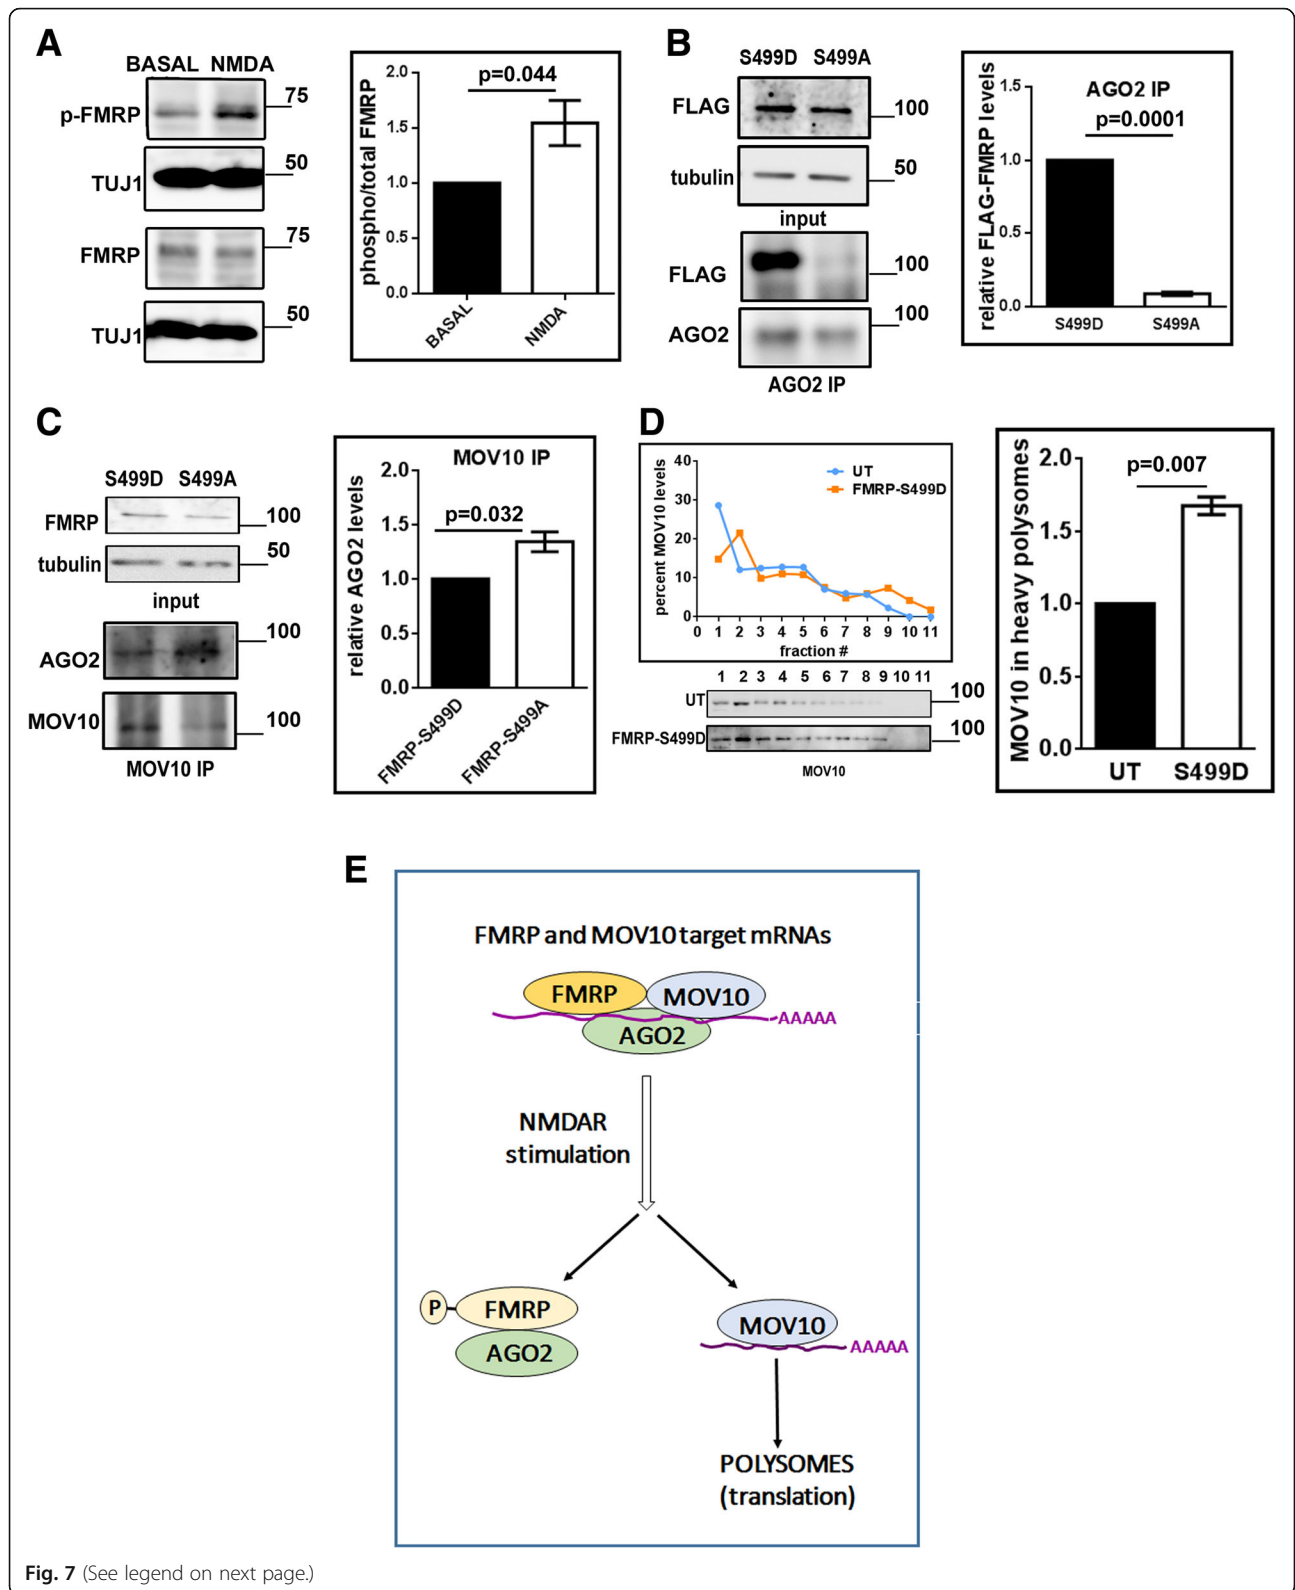 A
BASAL NMDA
p-FMRP
75
TUJ1
50
FMRP
75
TUJ1
50
phospho/total FMRP
2.0
1.5
1.0
0.5
0.0
p=0.044
BASAL
NMDA
B
S499D S499A
FLAG
100
tubulin
50
input
FLAG
100
AGO2
100
AGO2 IP
relative FLAG-FMRP levels
1.5
1.0
0.5
0.0
AGO2 IP
p=0.0001
S499D
S499A
C
S499D S499A
FMRP
100
tubulin
50
input
AGO2
100
MOV10
100
MOV10 IP
relative AGO2 levels
MOV10 IP
2.0
1.5
1.0
0.5
0.0
p=0.032
FMRP-S499D
FMRP-S499A
D
percent MOV10 levels
40
30
20
10
0
UT
FMRP-S499D
0 1 2 3 4 5 6 7 8 9 10 11
fraction #
1 2 3 4 5 6 7 8 9 10 11
UT
100
FMRP-S499D
100
MOV10
MOV10 in heavy polysomes
2.0
1.5
1.0
0.5
0.0
p=0.007
UT S499D
E
FMRP and MOV10 target mRNAs
FMRP
MOV10
AAAAA
AGO2
NMDAR
stimulation
P
FMRP
AGO2
MOV10
AAAAA
POLYSOMES
(translation)
Fig. 7 (See legend on next page.)